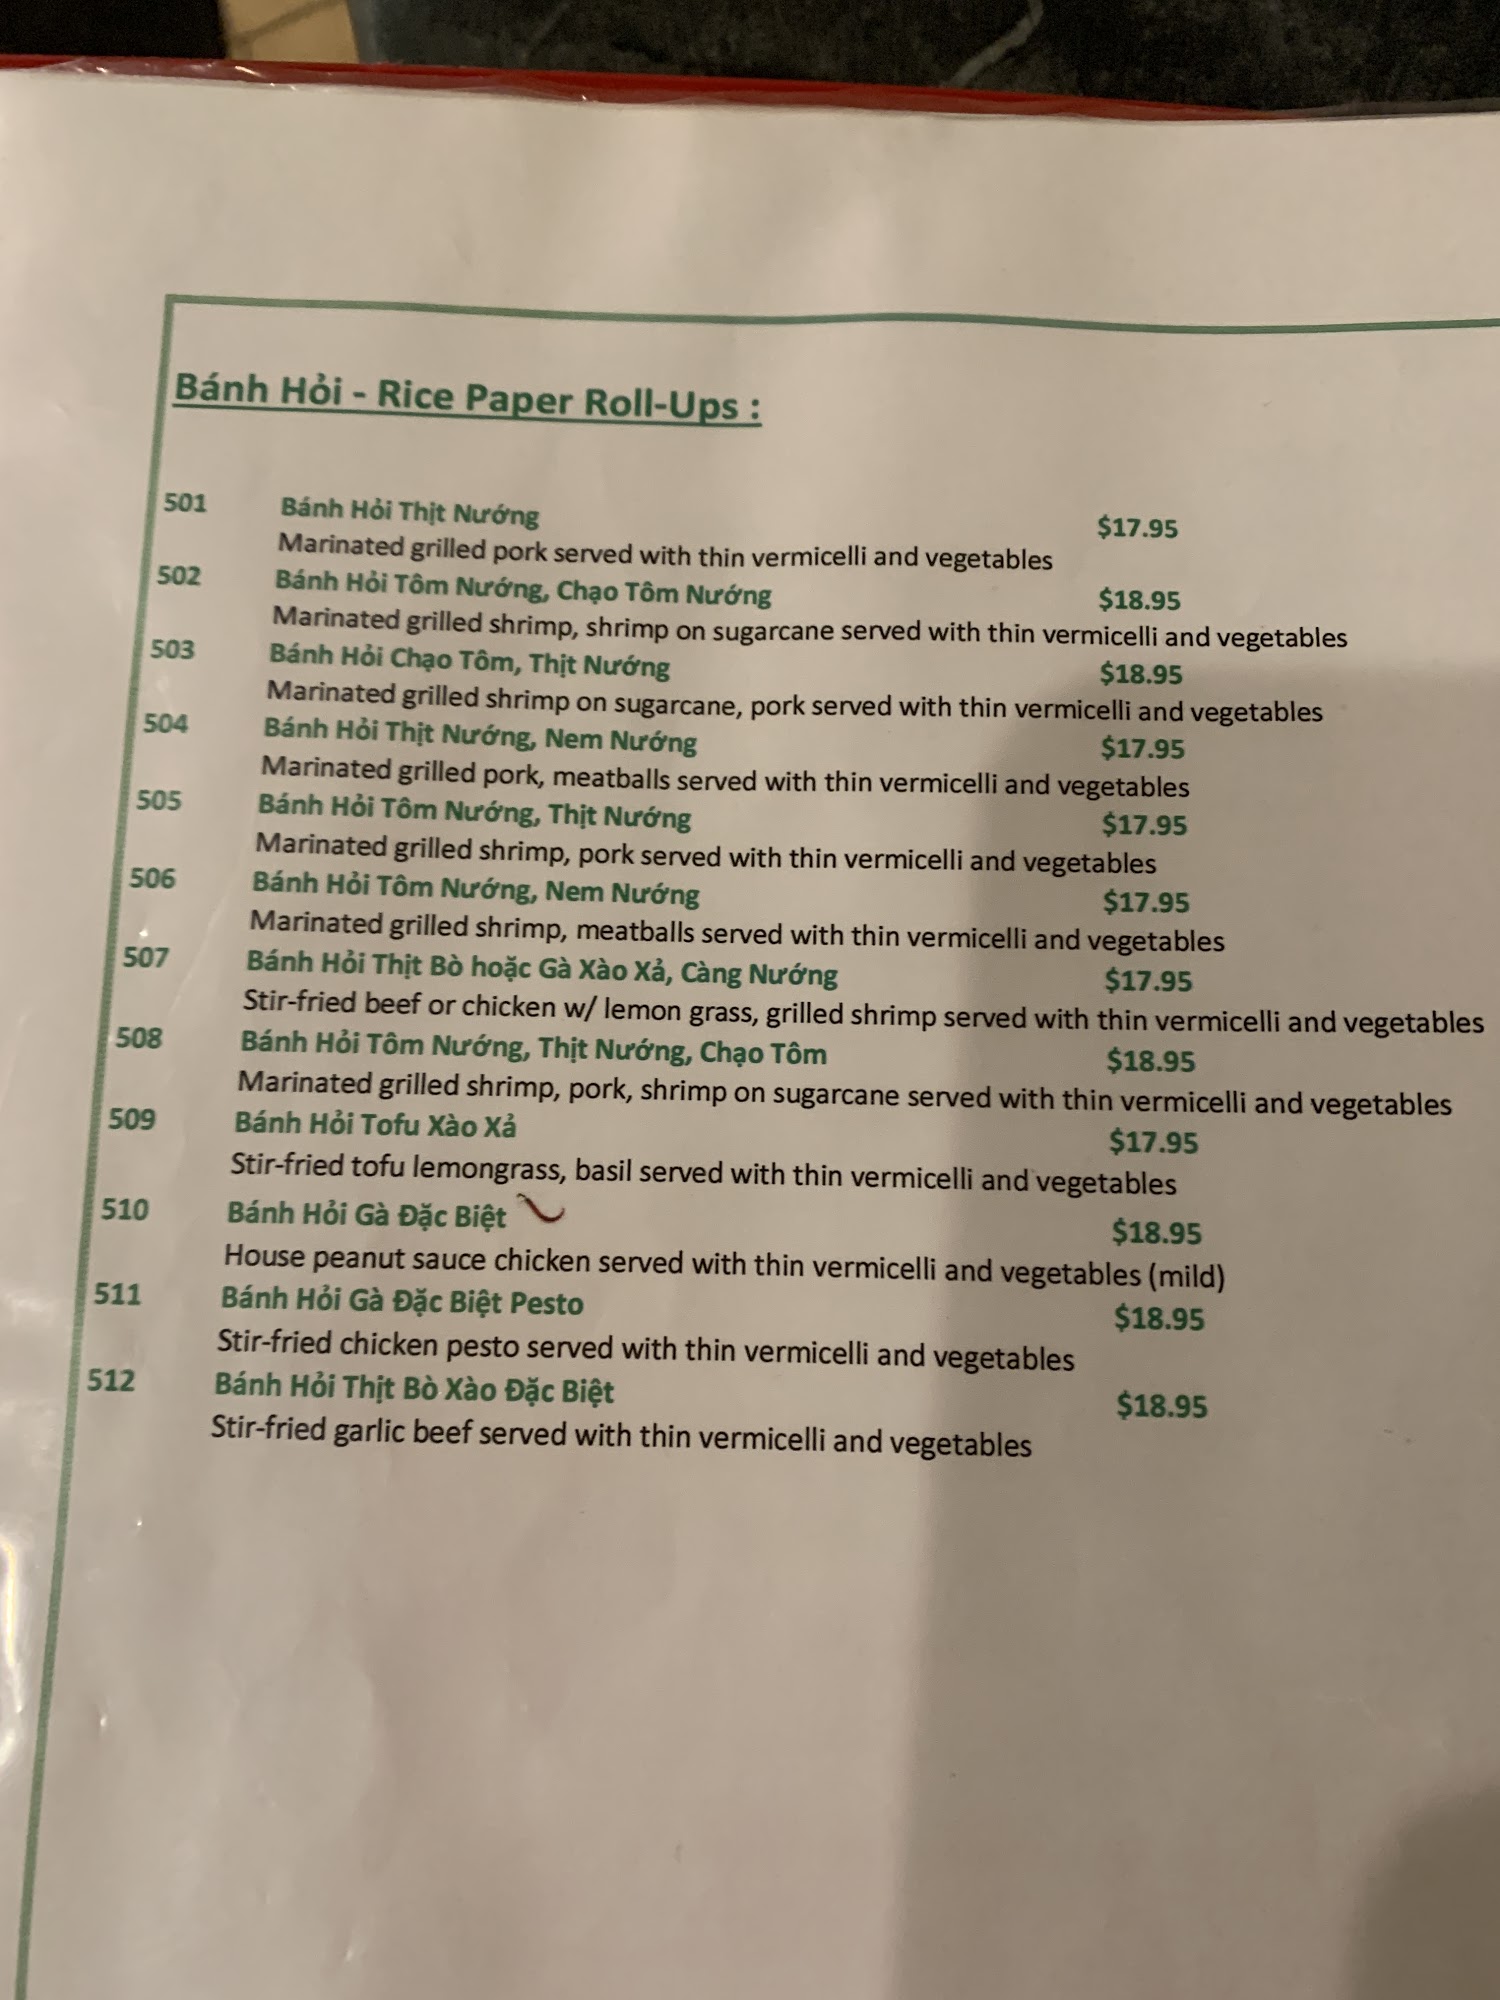 Bánh Hỏi - Rice Paper Roll-Ups :
501 Bánh Hỏi Thịt Nướng $17.95
Marinated grilled pork served with thin vermicelli and vegetables
502 Bánh Hỏi Tôm Nướng, Chạo Tôm Nướng $18.95
Marinated grilled shrimp, shrimp on sugarcane served with thin vermicelli and vegetables
503 Bánh Hỏi Chạo Tôm, Thịt Nướng $18.95
Marinated grilled shrimp on sugarcane, pork served with thin vermicelli and vegetables
504 Bánh Hỏi Thịt Nướng, Nem Nướng $17.95
Marinated grilled pork, meatballs served with thin vermicelli and vegetables
505 Bánh Hỏi Tôm Nướng, Thịt Nướng $17.95
Marinated grilled shrimp, pork served with thin vermicelli and vegetables
506 Bánh Hỏi Tôm Nướng, Nem Nướng $17.95
Marinated grilled shrimp, meatballs served with thin vermicelli and vegetables
507 Bánh Hỏi Thịt Bò hoặc Gà Xào Xả, Càng Nướng $17.95
Stir-fried beef or chicken w/ lemon grass, grilled shrimp served with thin vermicelli and vegetables
508 Bánh Hỏi Tôm Nướng, Thịt Nướng, Chạo Tôm $18.95
Marinated grilled shrimp, pork, shrimp on sugarcane served with thin vermicelli and vegetables
509 Bánh Hỏi Tofu Xào Xả $17.95
Stir-fried tofu lemongrass, basil served with thin vermicelli and vegetables
510 Bánh Hỏi Gà Đặc Biệt $18.95
House peanut sauce chicken served with thin vermicelli and vegetables (mild)
511 Bánh Hỏi Gà Đặc Biệt Pesto $18.95
Stir-fried chicken pesto served with thin vermicelli and vegetables
512 Bánh Hỏi Thịt Bò Xào Đặc Biệt $18.95
Stir-fried garlic beef served with thin vermicelli and vegetables